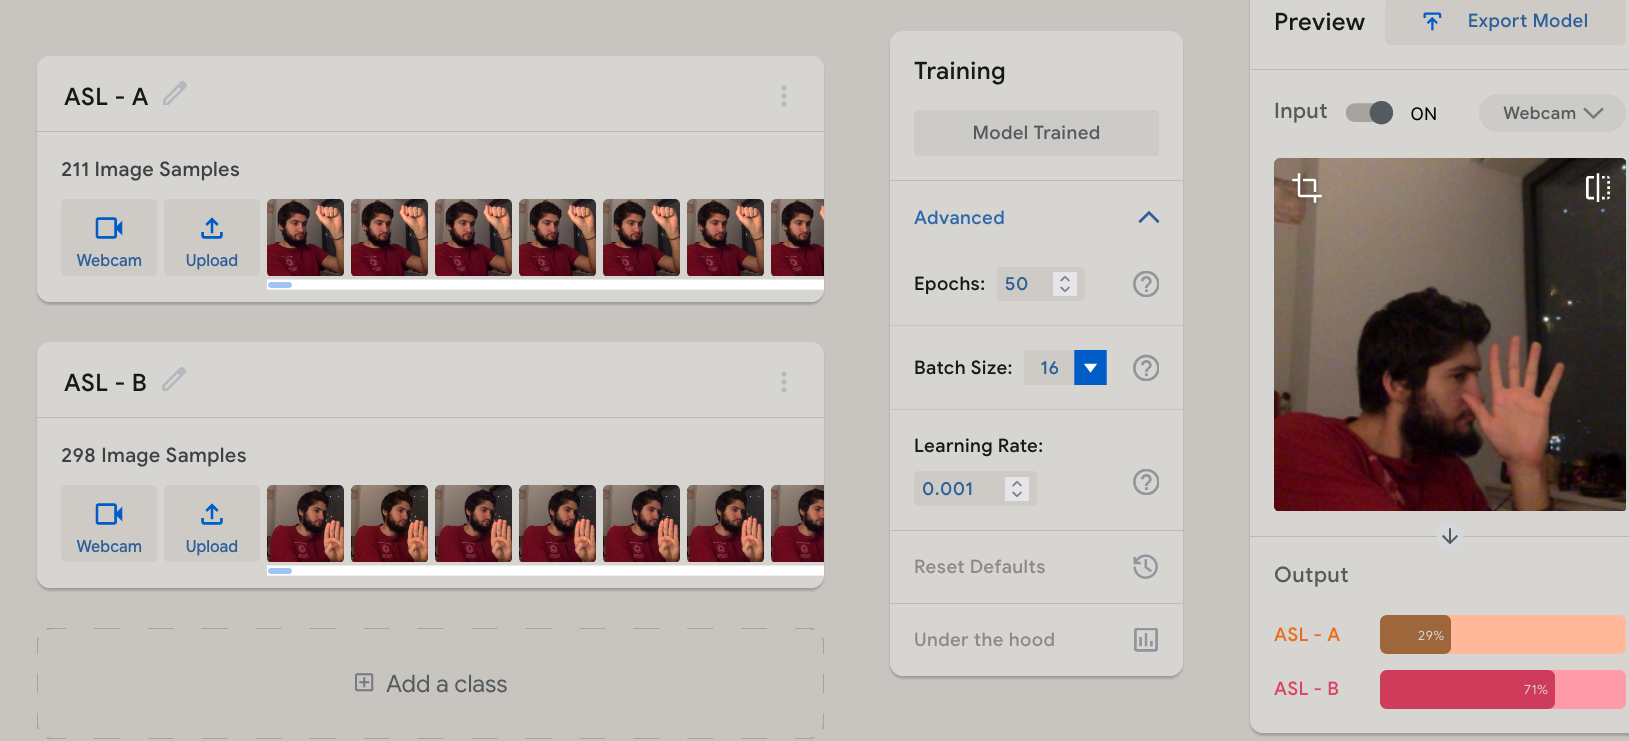 ASL - A
211 Image Samples
Webcam
Upload
ASL - B
298 Image Samples
Webcam
Upload
Add a class
Training
Model Trained
Advanced
Epochs: 50
Batch Size: 16
Learning Rate:
0.001
Reset Defaults
Under the hood
Preview
Export Model
Input ON Webcam
Output
ASL - A 29%
ASL - B 71%